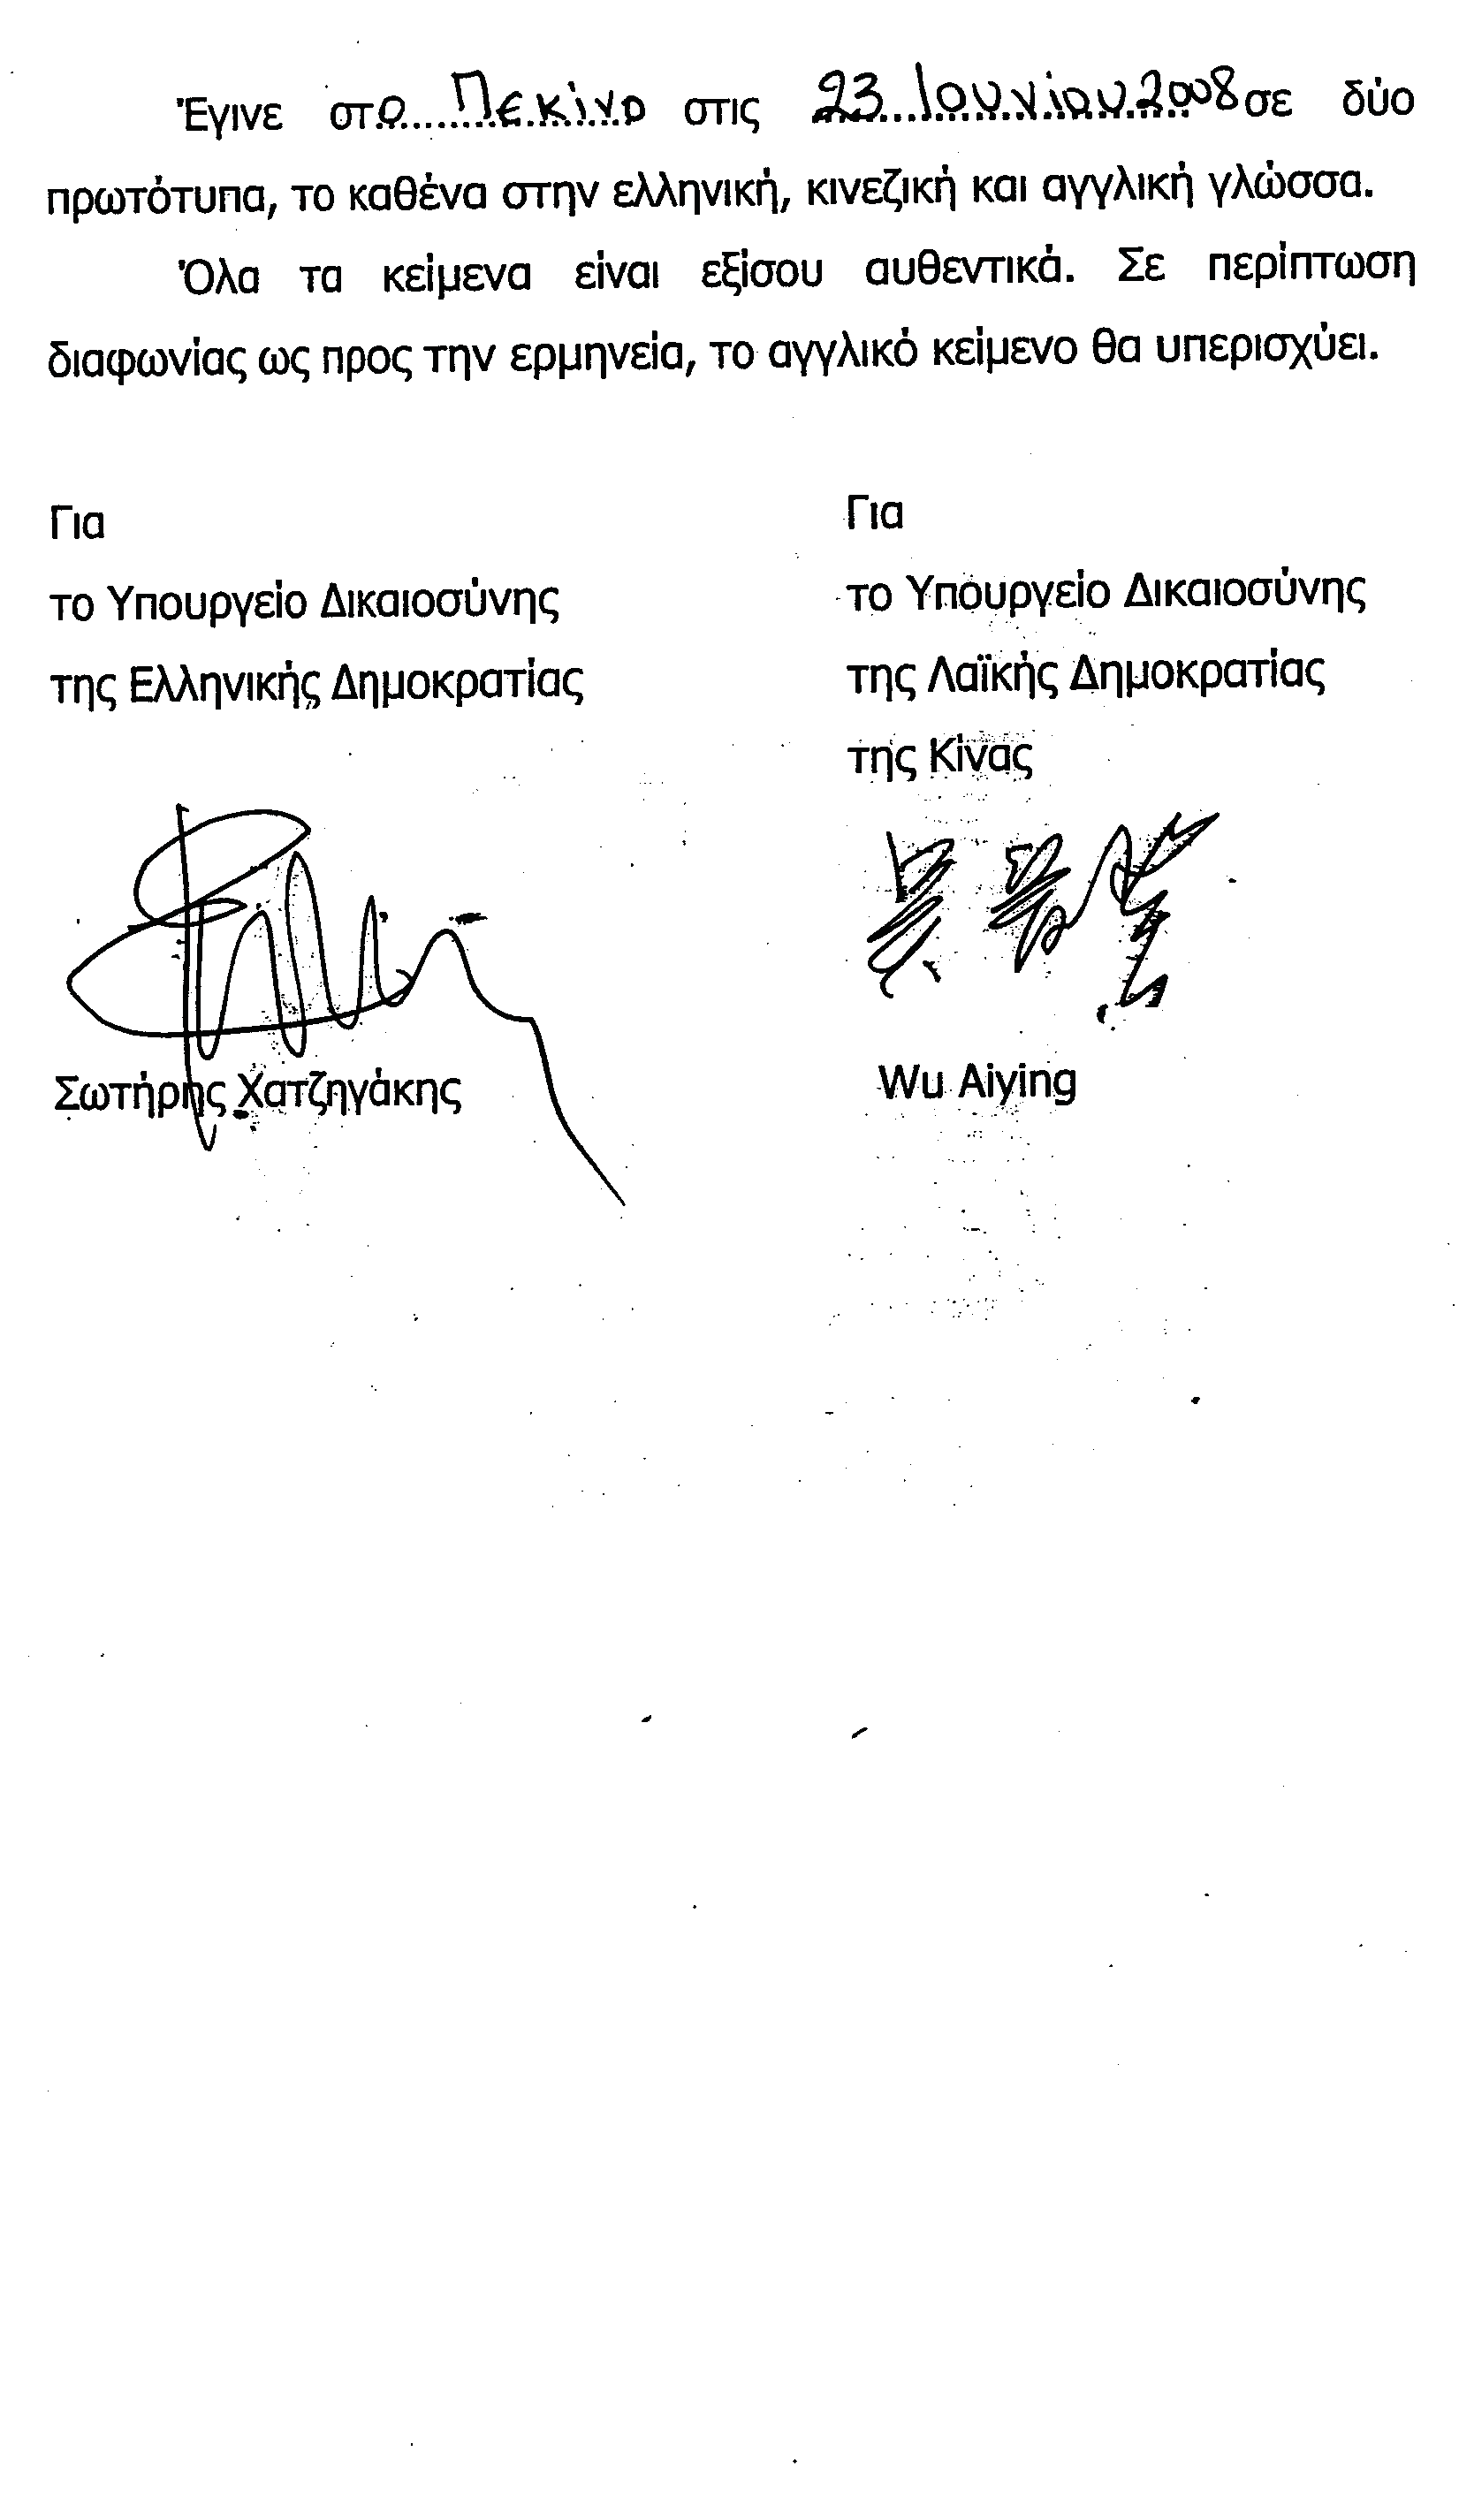 Έγινε στο......Πεκίνο στις 23 Ιουνίου 2008 σε δύο
πρωτότυπα, το καθένα στην ελληνική, κινεζική και αγγλική γλώσσα.
Όλα τα κείμενα είναι εξίσου αυθεντικά. Σε περίπτωση
διαφωνίας ως προς την ερμηνεία, το αγγλικό κείμενο θα υπερισχύει.
Για
το Υπουργείο Δικαιοσύνης
της Ελληνικής Δημοκρατίας
Σωτήρης Χατζηγάκης
Για
το Υπουργείο Δικαιοσύνης
της Λαϊκής Δημοκρατίας
της Κίνας
Wu Aiying